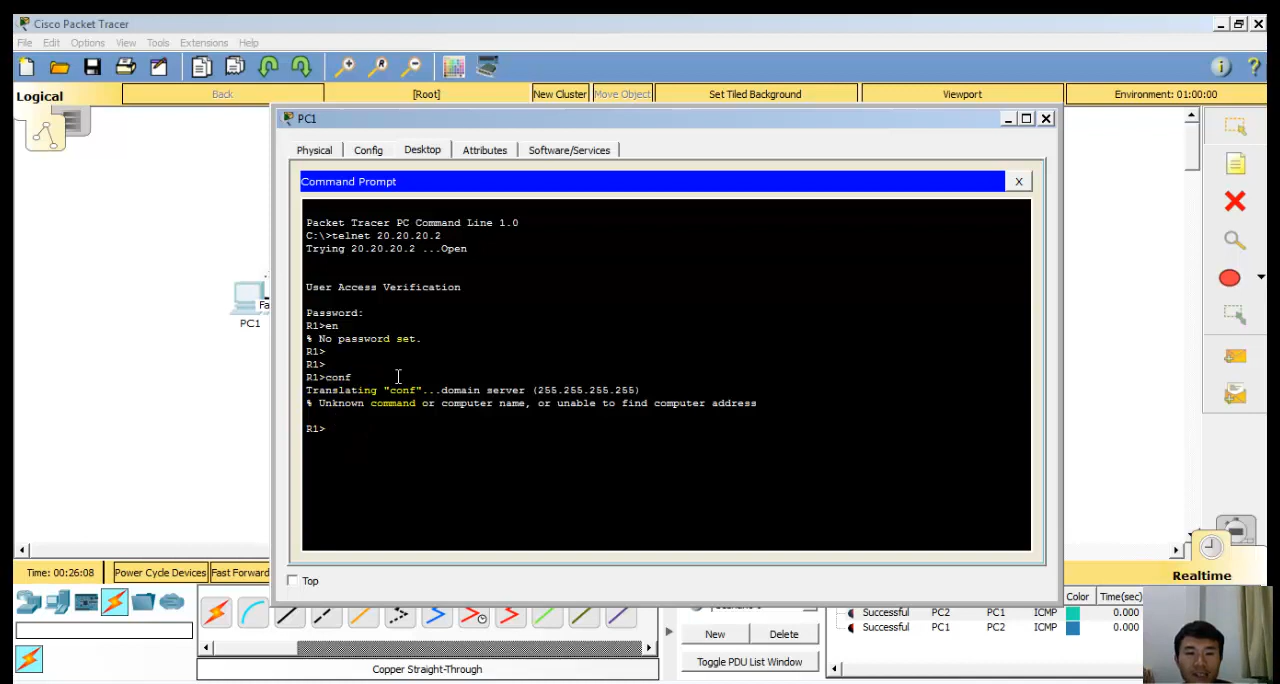 Cisco Packet Tracer
File Edit Options View Tools Extensions Help
Logical
Back
[Root]
New Cluster
Move Object
Set Tiled Background
Viewport
Environment: 01:00:00
PC1
Physical Config Desktop Attributes Software/Services
Command Prompt
X
Packet Tracer PC Command Line 1.0
C:\>telnet 20.20.20.2
Trying 20.20.20.2 ...Open
User Access Verification
Password:
R1>en
% No password set.
R1>
R1>
R1>conf
Translating "conf"...domain server (255.255.255.255)
% Unknown command or computer name, or unable to find computer address
R1>
Fa
PC1
Top
Time: 00:26:08
Power Cycle Devices
Fast Forward
Realtime
Color Time(sec)
Successful PC2 PC1 ICMP 0.000
Successful PC1 PC2 ICMP 0.000
New
Delete
Toggle PDU List Window
Copper Straight-Through